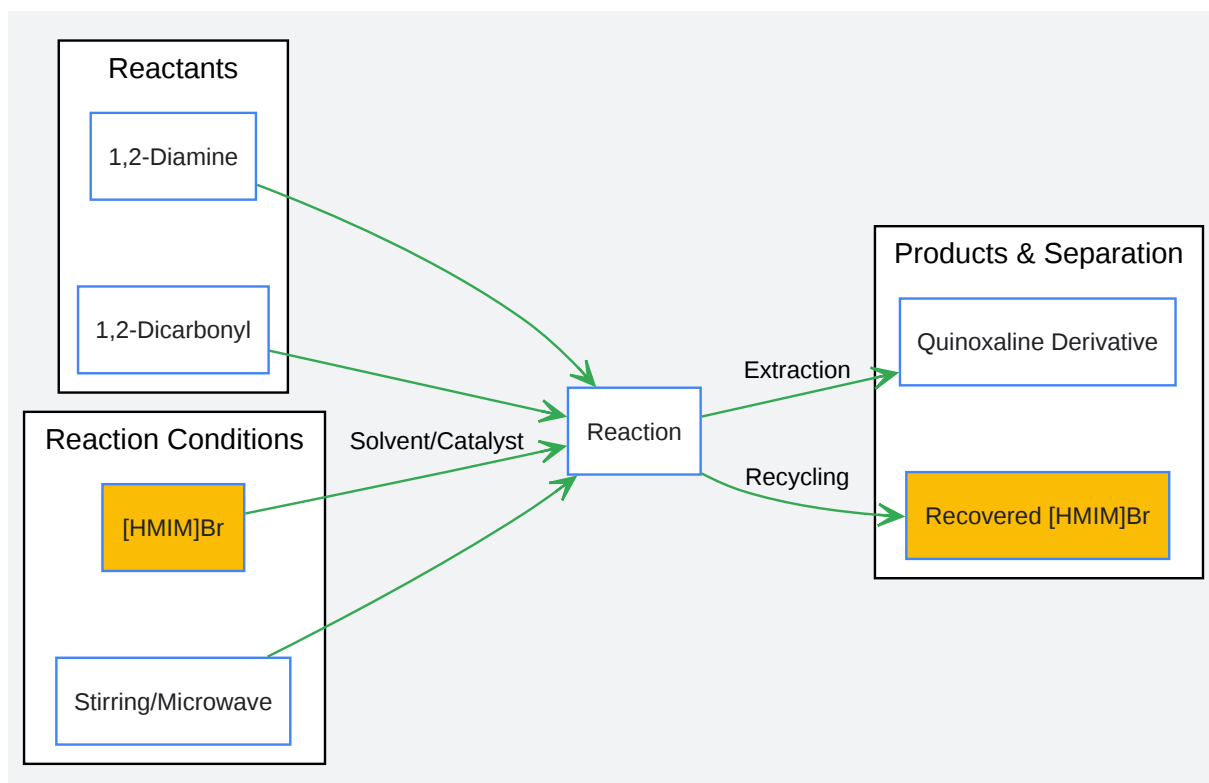 Reactants
1,2-Diamine
1,2-Dicarbonyl
Reaction Conditions
[HMIM]Br
Stirring/Microwave
Solvent/Catalyst
Reaction
Extraction
Recycling
Products & Separation
Quinoxaline Derivative
Recovered [HMIM]Br